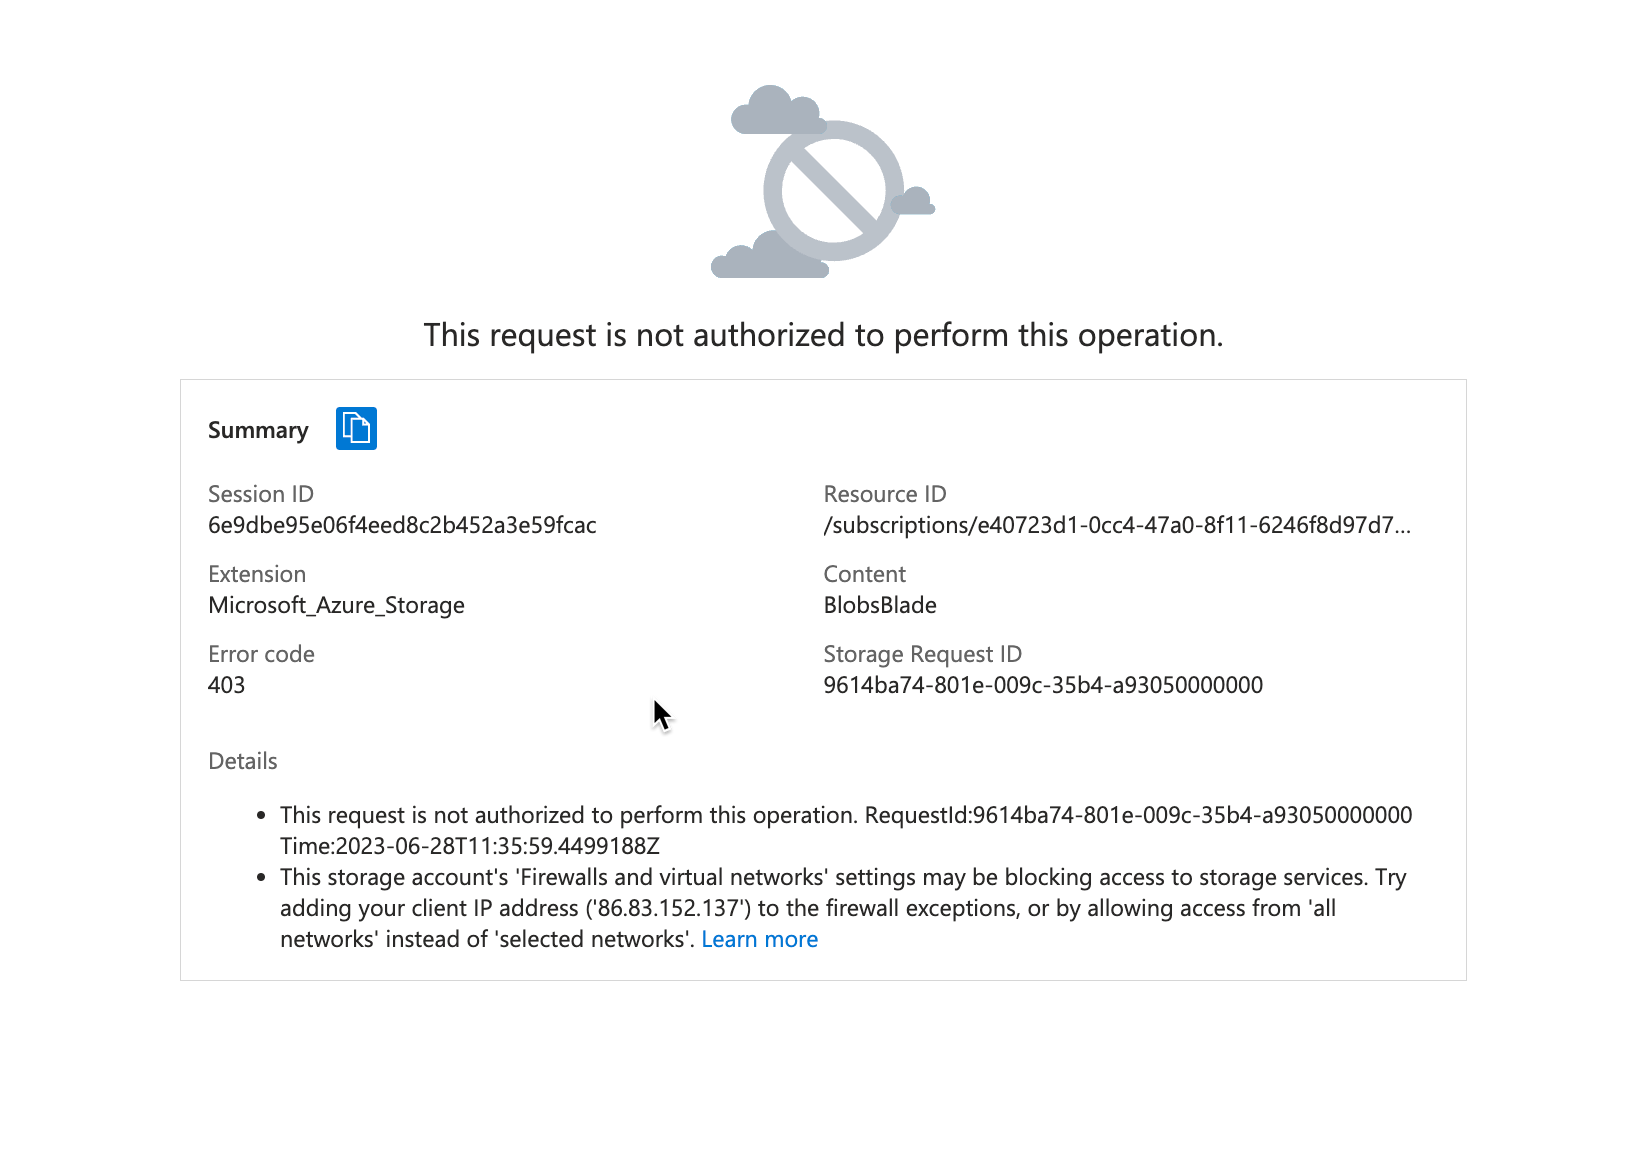 This request is not authorized to perform this operation.
Summary
Session ID
6e9dbe95e06f4eed8c2b452a3e59fcac
Resource ID
/subscriptions/e40723d1-0cc4-47a0-8f11-6246f8d97d7...
Extension
Microsoft_Azure_Storage
Content
BlobsBlade
Error code
403
Storage Request ID
9614ba74-801e-009c-35b4-a93050000000
Details
• This request is not authorized to perform this operation. RequestId:9614ba74-801e-009c-35b4-a93050000000
Time:2023-06-28T11:35:59.4499188Z
• This storage account's 'Firewalls and virtual networks' settings may be blocking access to storage services. Try
adding your client IP address ('86.83.152.137') to the firewall exceptions, or by allowing access from 'all
networks' instead of 'selected networks'. Learn more